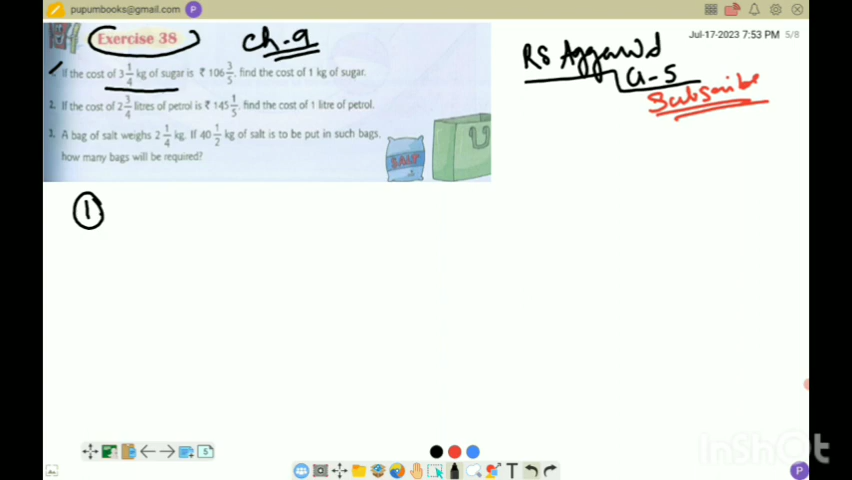 pupumbooks@gmail.com P
Exercise 38 Ch-9
Jul-17-2023 7:53 PM 5/8
RS Aggarwal
Cl-5
Subscribe
1. If the cost of 3 1/4 kg of sugar is ₹ 106 3/5, find the cost of 1 kg of sugar.
2. If the cost of 2 3/4 litres of petrol is ₹ 145 1/5, find the cost of 1 litre of petrol.
3. A bag of salt weighs 2 1/4 kg. If 40 1/2 kg of salt is to be put in such bags,
how many bags will be required?
SALT
1
InShOt
5
T
P